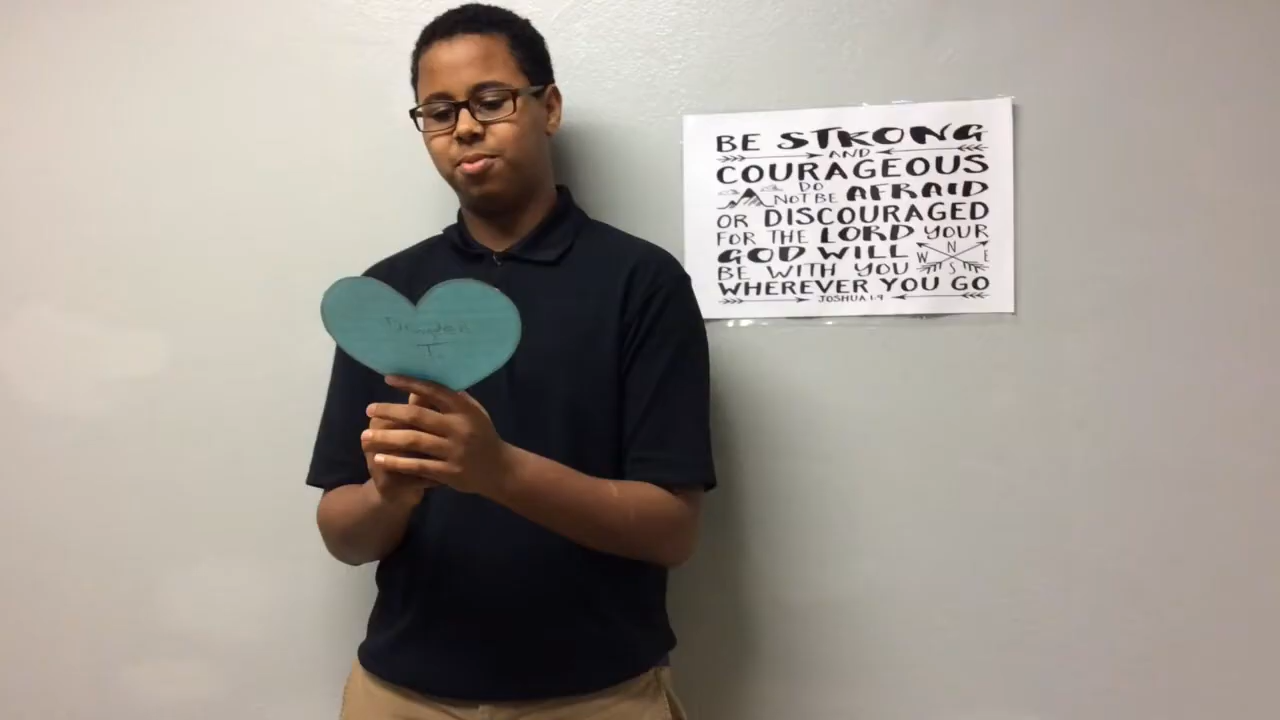 BE STRONG
AND
COURAGEOUS
DO
NOT BE AFRAID
OR DISCOURAGED
FOR THE LORD YOUR
GOD WILL
BE WITH YOU
WHEREVER YOU GO
JOSHUA 1:9
N
W E
S
T.